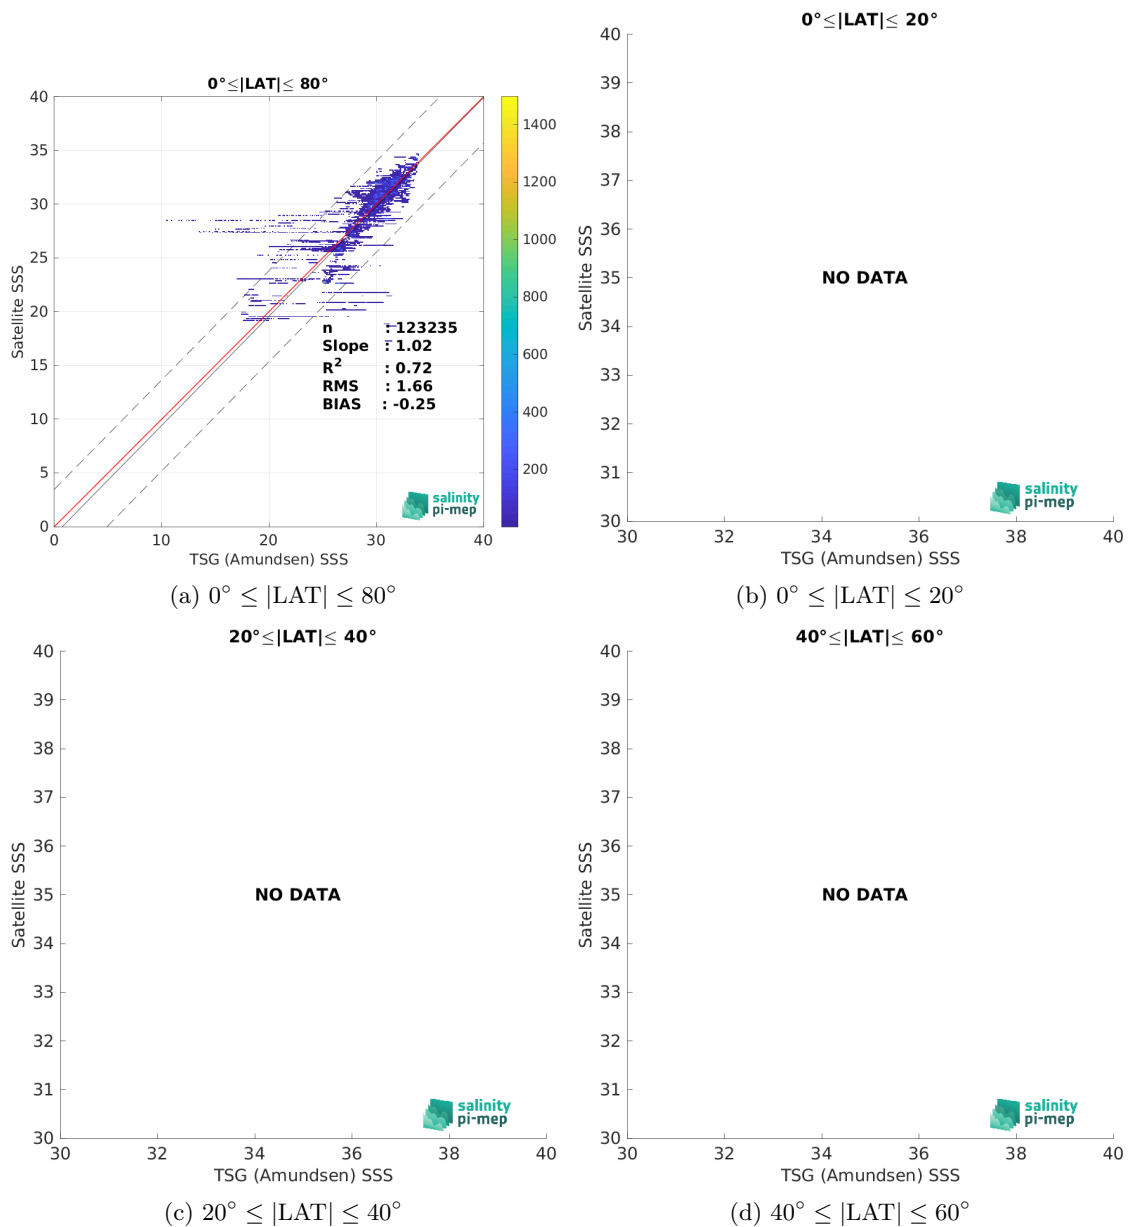 0°≤|LAT|≤ 80°
40
35
30
25
20
15
10
5
0
Satellite SSS
0
10
20
30
40
TSG (Amundsen) SSS
1400
1200
1000
800
600
400
200
n : 123235
Slope : 1.02
R² : 0.72
RMS : 1.66
BIAS : -0.25
salinity
pi-mep
(a) 0° ≤ |LAT| ≤ 80°
0°≤|LAT|≤ 20°
40
39
38
37
36
35
34
33
32
31
30
Satellite SSS
NO DATA
salinity
pi-mep
30
32
34
36
38
40
TSG (Amundsen) SSS
(b) 0° ≤ |LAT| ≤ 20°
20°≤|LAT|≤ 40°
40
39
38
37
36
35
34
33
32
31
30
Satellite SSS
NO DATA
salinity
pi-mep
30
32
34
36
38
40
TSG (Amundsen) SSS
(c) 20° ≤ |LAT| ≤ 40°
40°≤|LAT|≤ 60°
40
39
38
37
36
35
34
33
32
31
30
Satellite SSS
NO DATA
salinity
pi-mep
30
32
34
36
38
40
TSG (Amundsen) SSS
(d) 40° ≤ |LAT| ≤ 60°